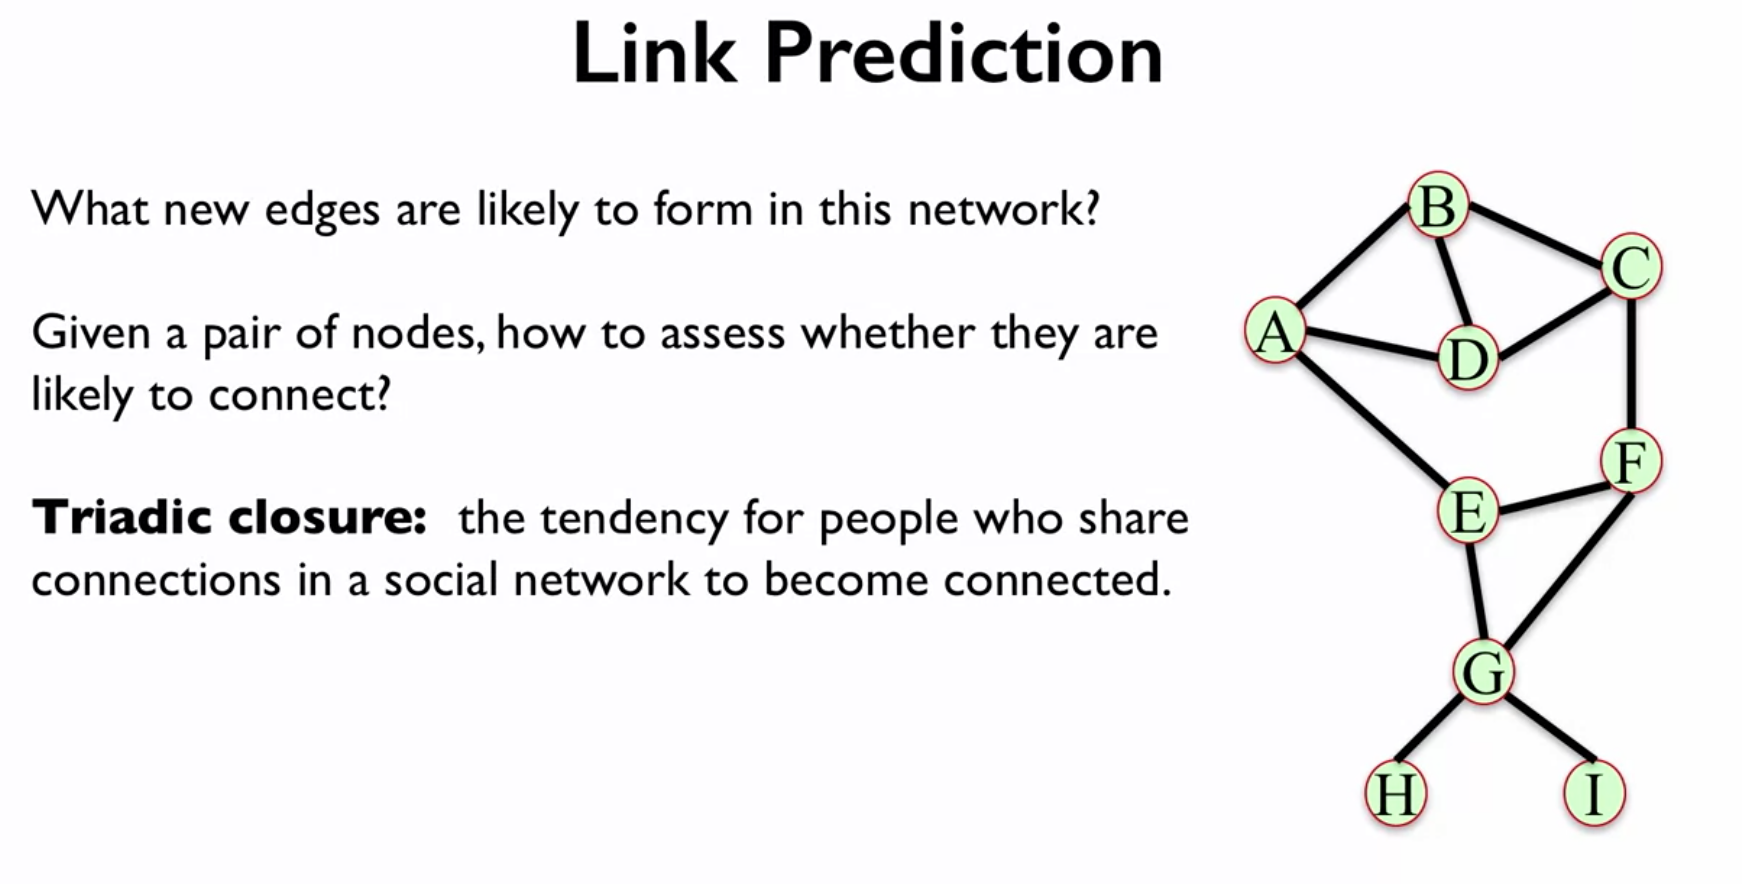 Link Prediction
What new edges are likely to form in this network?
Given a pair of nodes, how to assess whether they are
likely to connect?
Triadic closure: the tendency for people who share
connections in a social network to become connected.
B
C
A
D
F
E
G
H
I